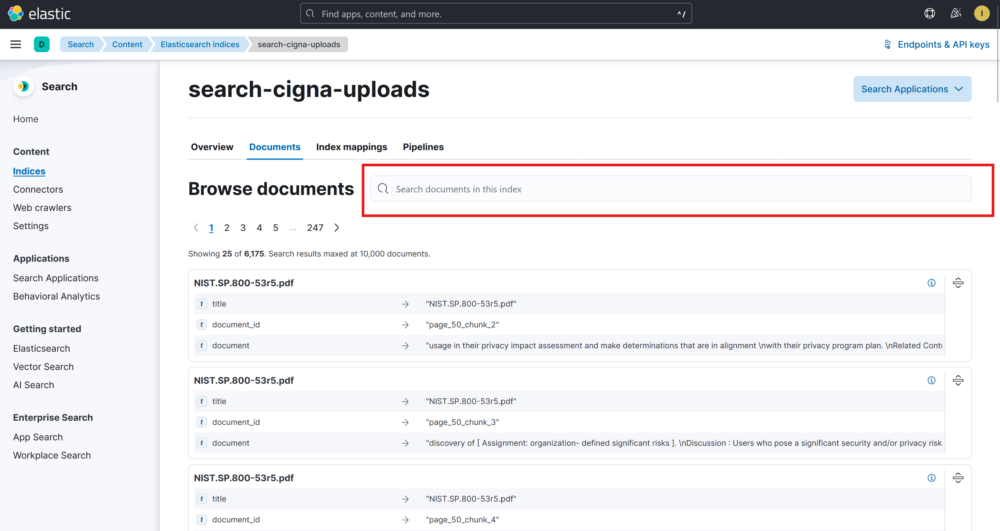 elastic
Find apps, content, and more.
^ /
I
D
Search
Content
Elasticsearch indices
search-cigna-uploads
Endpoints & API keys
Search
Home
Content
Indices
Connectors
Web crawlers
Settings
Applications
Search Applications
Behavioral Analytics
Getting started
Elasticsearch
Vector Search
AI Search
Enterprise Search
App Search
Workplace Search
search-cigna-uploads
Search Applications
Overview Documents Index mappings Pipelines
Browse documents
Search documents in this index
1 2 3 4 5 ... 247
Showing 25 of 6,175. Search results maxed at 10,000 documents.
NIST.SP.800-53r5.pdf
t title → "NIST.SP.800-53r5.pdf"
t document_id → "page_50_chunk_2"
t document → "usage in their privacy impact assessment and make determinations that are in alignment \nwith their privacy program plan. \nRelated Contr
NIST.SP.800-53r5.pdf
t title → "NIST.SP.800-53r5.pdf"
t document_id → "page_50_chunk_3"
t document → "discovery of [ Assignment: organization- defined significant risks ]. \nDiscussion : Users who pose a significant security and/or privacy risk
NIST.SP.800-53r5.pdf
t title → "NIST.SP.800-53r5.pdf"
t document_id → "page_50_chunk_4"